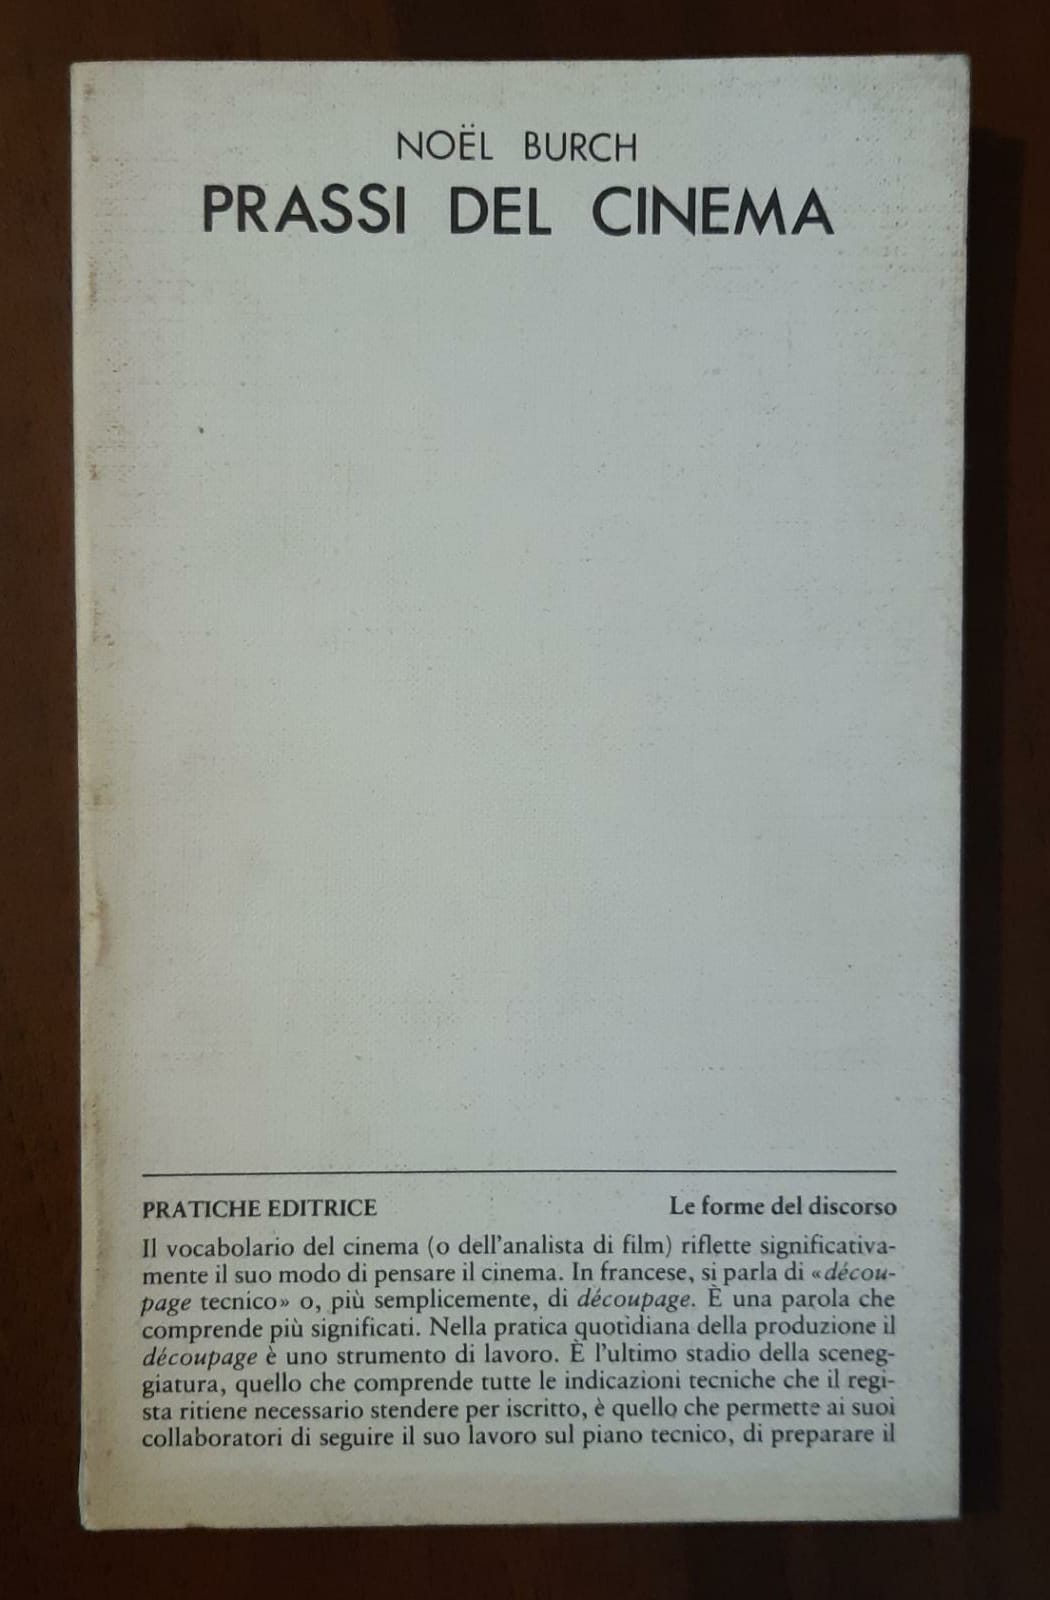 NOËL BURCH
PRASSI DEL CINEMA
PRATICHE EDITRICE Le forme del discorso
Il vocabolario del cinema (o dell'analista di film) riflette significativa-
mente il suo modo di pensare il cinema. In francese, si parla di «décou-
page tecnico» o, più semplicemente, di découpage. È una parola che
comprende più significati. Nella pratica quotidiana della produzione il
découpage è uno strumento di lavoro. È l'ultimo stadio della sceneg-
giatura, quello che comprende tutte le indicazioni tecniche che il regi-
sta ritiene necessario stendere per iscritto, è quello che permette ai suoi
collaboratori di seguire il suo lavoro sul piano tecnico, di preparare il